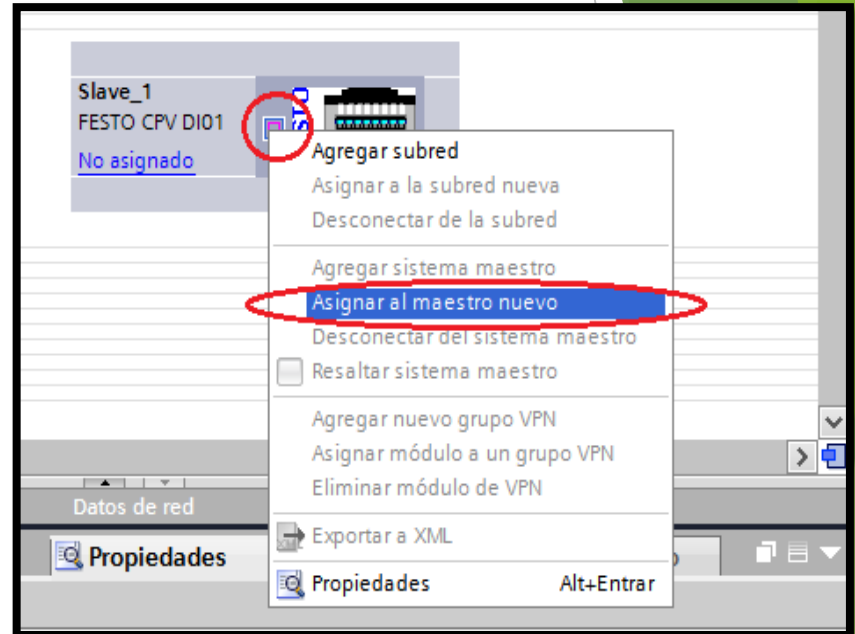 Slave_1
FESTO CPV DI01
No asignado
Agregar subred
Asignar a la subred nueva
Desconectar de la subred
Agregar sistema maestro
Asignar al maestro nuevo
Desconectar del sistema maestro
Resaltar sistema maestro
Agregar nuevo grupo VPN
Asignar módulo a un grupo VPN
Eliminar módulo de VPN
Exportar a XML
Propiedades Alt+Entrar
Datos de red
Propiedades